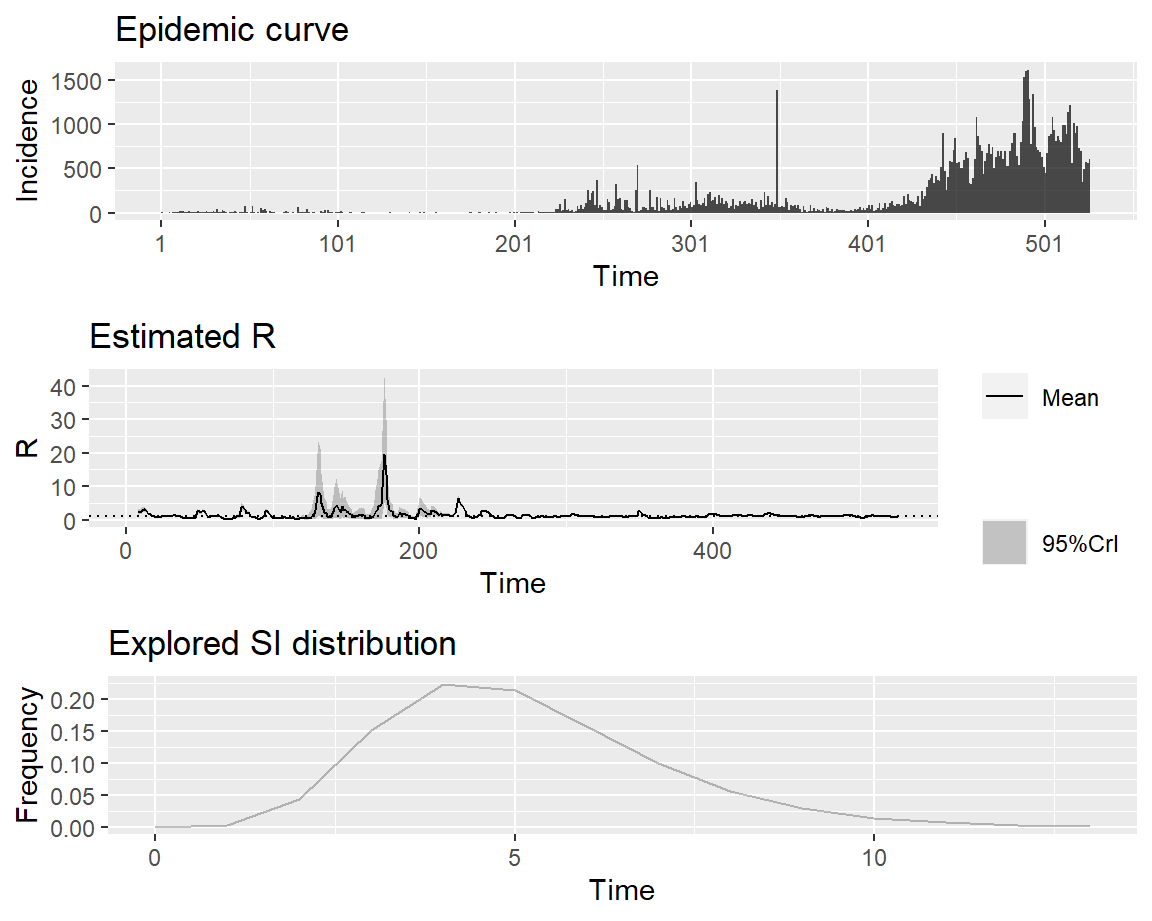 Epidemic curve
Incidence
1500
1000
500
0
1 101 201 301 401 501
Time
Estimated R
R
40
30
20
10
0
0 200 400
Time
Mean
95%CrI
Explored SI distribution
Frequency
0.20
0.15
0.10
0.05
0.00
0 5 10
Time